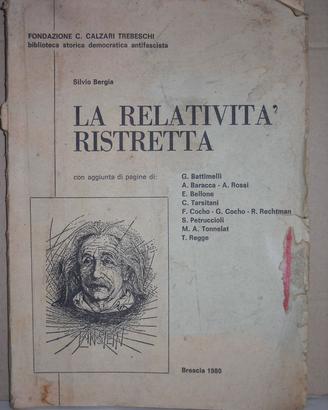 FONDAZIONE C. CALZARI TREBESCHI
biblioteca storica democratica antifascista
Silvio Bergia
LA RELATIVITA'
RISTRETTA
con aggiunta di pagine di:
G. Battimelli
A. Baracca - A. Rossi
E. Bellone
C. Tarsitani
F. Cocho - G. Cocho - R. Rechtman
S. Petruccioli
M. A. Tonnelat
T. Regge
EINSTEIN
Brescia 1980